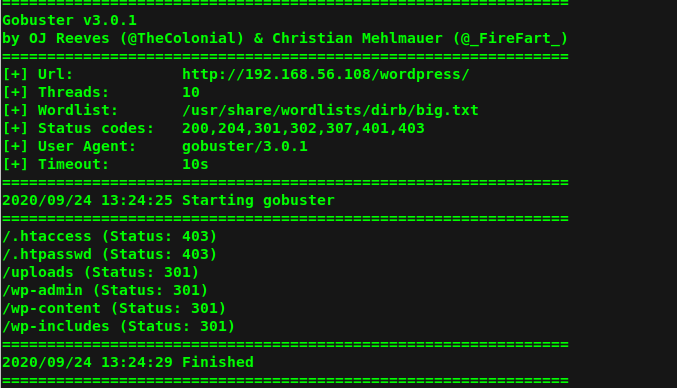 ===============================================================
Gobuster v3.0.1
by OJ Reeves (@TheColonial) & Christian Mehlmauer (@_FireFart_)
===============================================================
[+] Url:            http://192.168.56.108/wordpress/
[+] Threads:        10
[+] Wordlist:       /usr/share/wordlists/dirb/big.txt
[+] Status codes:   200,204,301,302,307,401,403
[+] User Agent:     gobuster/3.0.1
[+] Timeout:        10s
===============================================================
2020/09/24 13:24:25 Starting gobuster
===============================================================
/.htaccess (Status: 403)
/.htpasswd (Status: 403)
/uploads (Status: 301)
/wp-admin (Status: 301)
/wp-content (Status: 301)
/wp-includes (Status: 301)
===============================================================
2020/09/24 13:24:29 Finished
===============================================================